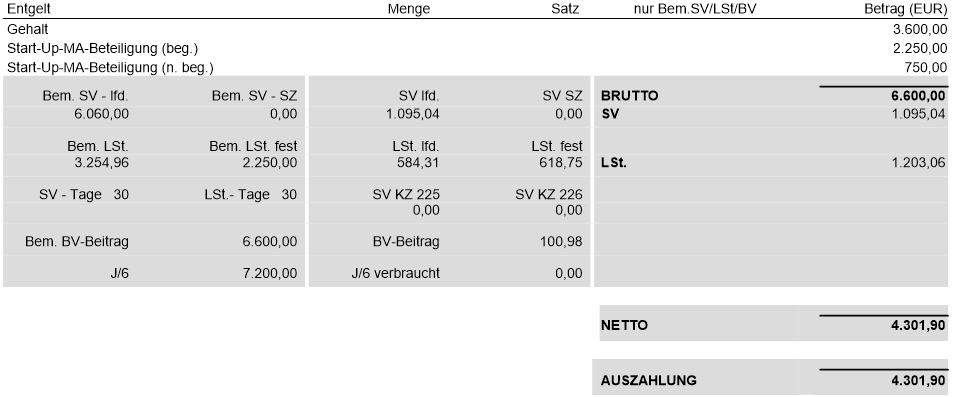 Entgelt Menge Satz nur Bem.SV/LSt/BV Betrag (EUR)
Gehalt 3.600,00
Start-Up-MA-Beteiligung (beg.) 2.250,00
Start-Up-MA-Beteiligung (n. beg.) 750,00
Bem. SV - lfd. Bem. SV - SZ SV lfd. SV SZ BRUTTO 6.600,00
6.060,00 0,00 1.095,04 0,00 SV 1.095,04
Bem. LSt. Bem. LSt. fest LSt. lfd. LSt. fest
3.254,96 2.250,00 584,31 618,75 LSt. 1.203,06
SV - Tage 30 LSt.- Tage 30 SV KZ 225 SV KZ 226
0,00 0,00
Bem. BV-Beitrag 6.600,00 BV-Beitrag 100,98
J/6 7.200,00 J/6 verbraucht 0,00
NETTO 4.301,90
AUSZAHLUNG 4.301,90